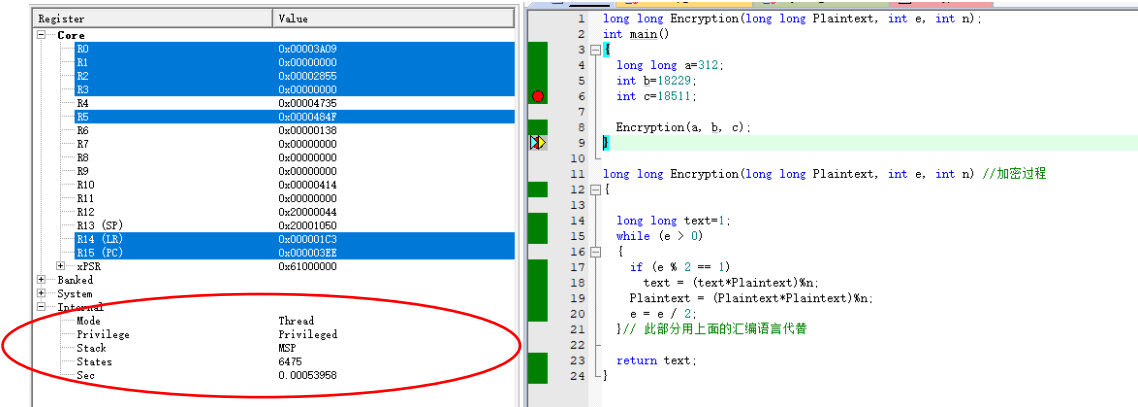 Register Value
Core
R0 0x00003A09
R1 0x00000000
R2 0x00002855
R3 0x00000000
R4 0x00004735
R5 0x0000484F
R6 0x00000138
R7 0x00000000
R8 0x00000000
R9 0x00000000
R10 0x00000414
R11 0x00000000
R12 0x20000044
R13 (SP) 0x20001050
R14 (LR) 0x000001C3
R15 (PC) 0x000003EE
xPSR 0x61000000
Banked
System
Internal
Mode Thread
Privilege Privileged
Stack MSP
States 6475
Sec 0.00053958
1 long long Encryption(long long Plaintext, int e, int n);
2 int main()
3 {
4 long long a=312;
5 int b=18229;
6 int c=18511;
7
8 Encryption(a, b, c);
9 }
10
11 long long Encryption(long long Plaintext, int e, int n) //加密过程
12 {
13
14 long long text=1;
15 while (e > 0)
16 {
17 if (e % 2 == 1)
18 text = (text*Plaintext)%n;
19 Plaintext = (Plaintext*Plaintext)%n;
20 e = e / 2;
21 }// 此部分用上面的汇编语言代替
22
23 return text;
24 }